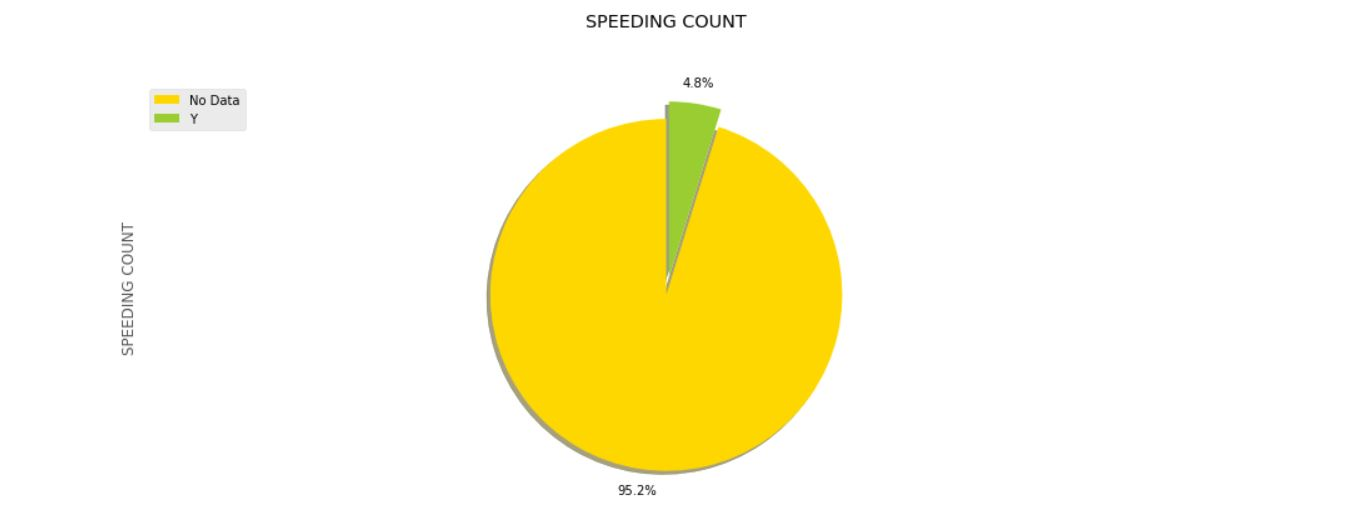 SPEEDING COUNT
4.8%
No Data
Y
SPEEDING COUNT
95.2%